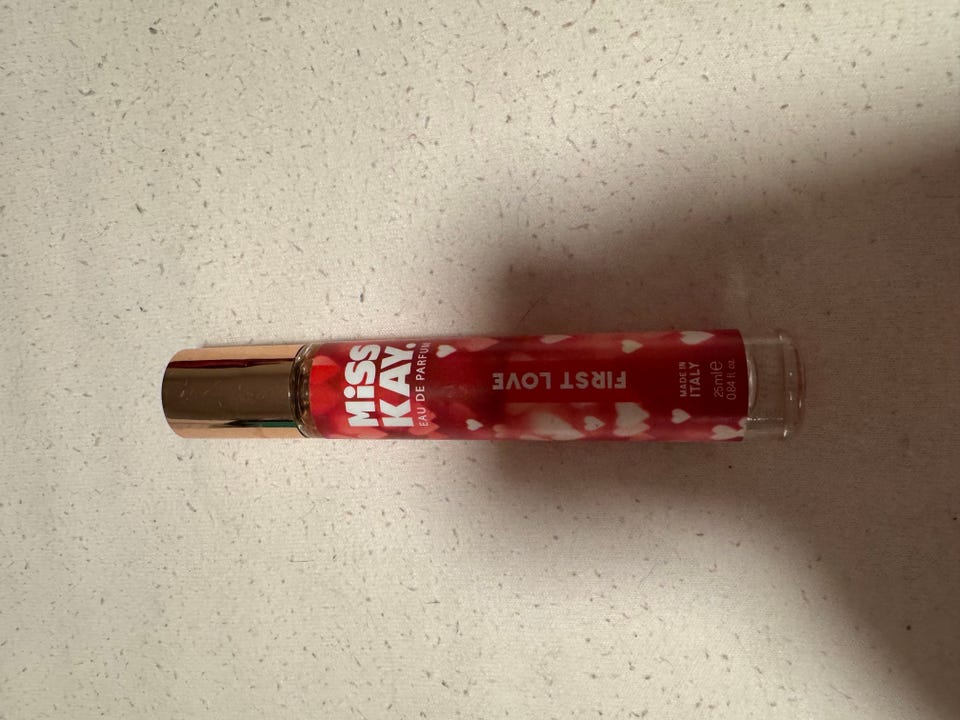 MiSS
KAY.
EAU DE PARFUM
FIRST LOVE
MADE IN
ITALY
25ml℮
0.84 fl. oz.